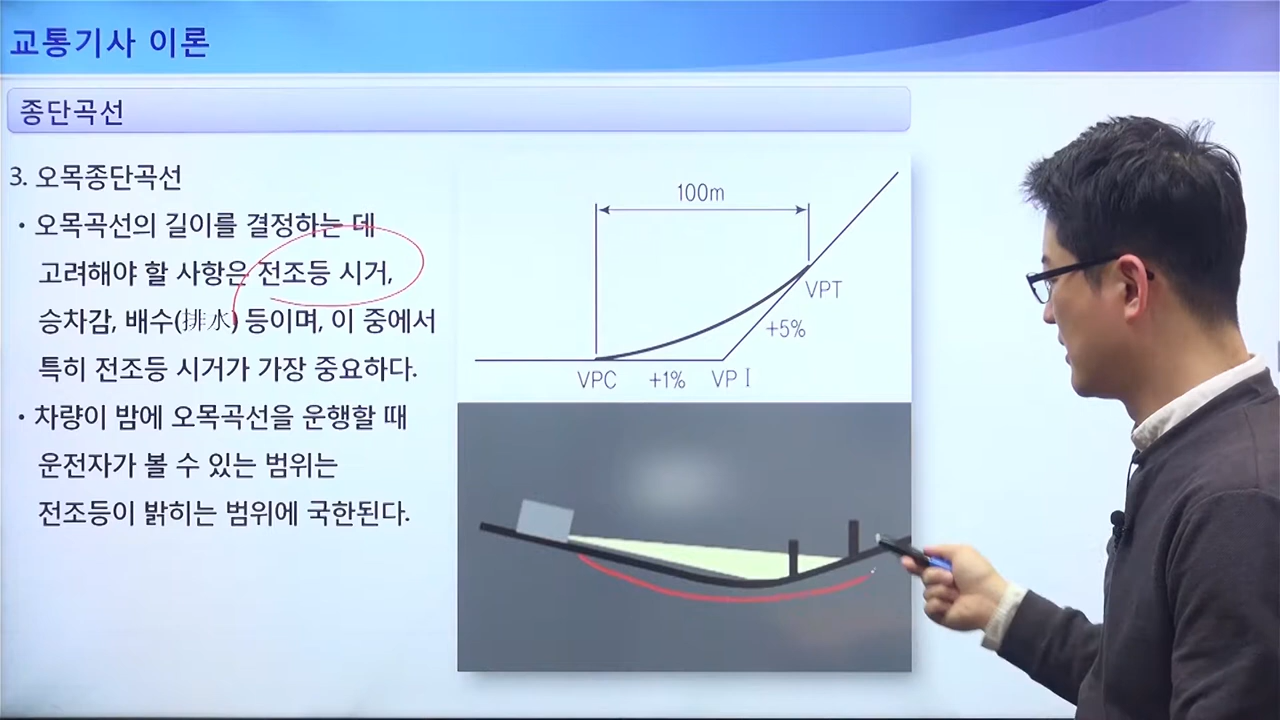 교통기사 이론
종단곡선
3. 오목종단곡선
• 오목곡선의 길이를 결정하는 데
고려해야 할 사항은 전조등 시거,
승차감, 배수(排水) 등이며, 이 중에서
특히 전조등 시거가 가장 중요하다.
• 차량이 밤에 오목곡선을 운행할 때
운전자가 볼 수 있는 범위는
전조등이 밝히는 범위에 국한된다.
100m
VPT
+5%
VPC +1% VPⅠ